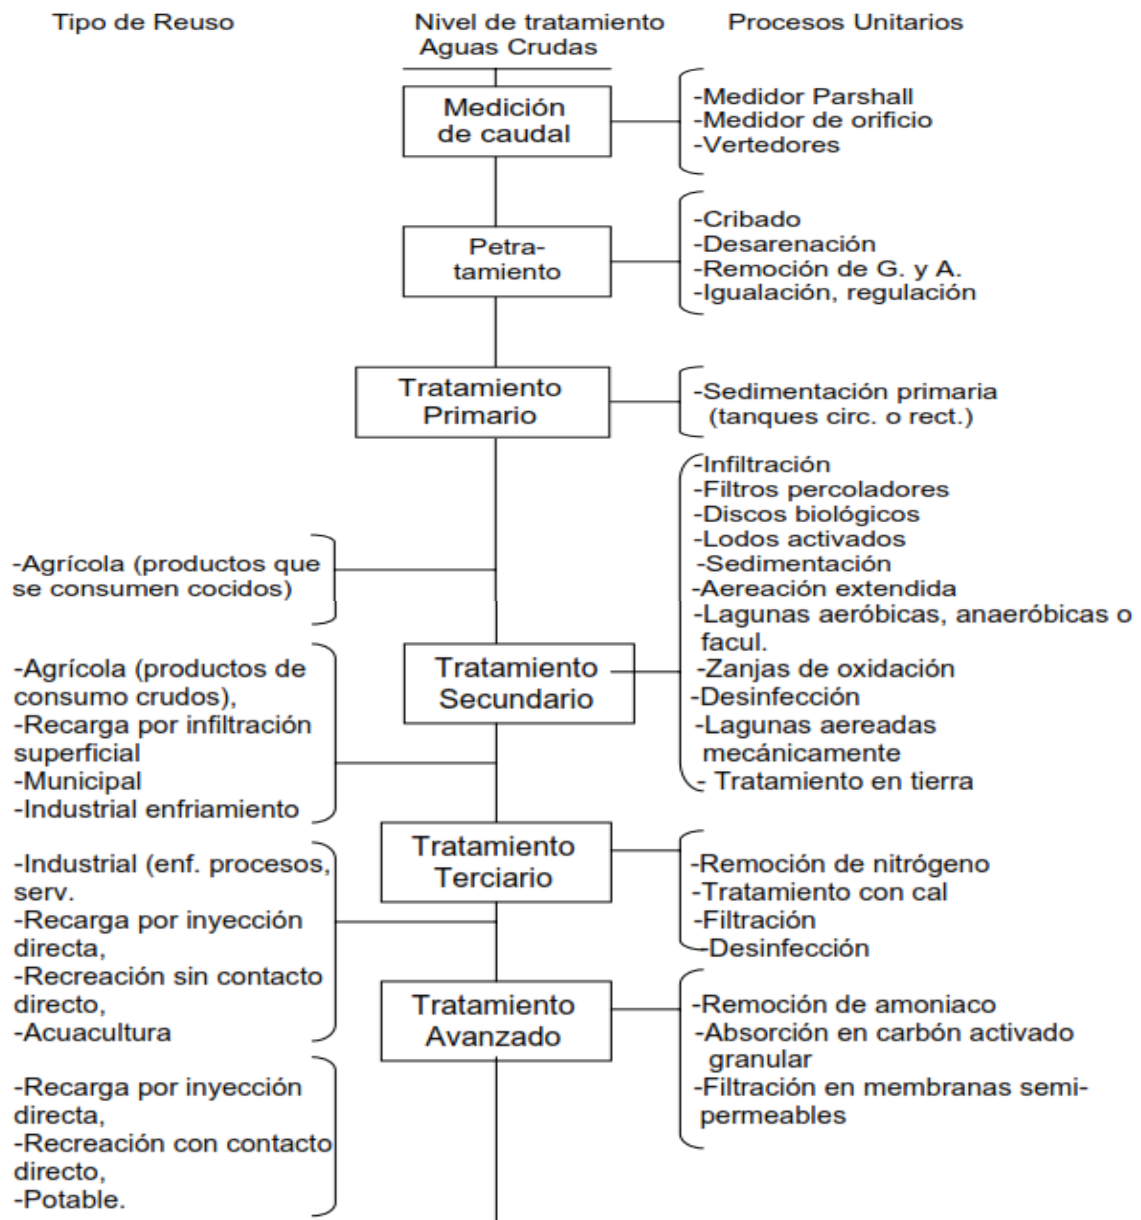 Tipo de Reuso
Nivel de tratamiento
Aguas Crudas
Procesos Unitarios
Medición
de caudal
-Medidor Parshall
-Medidor de orificio
-Vertedores
Petra-
tamiento
-Cribado
-Desarenación
-Remoción de G. y A.
-Igualación, regulación
Tratamiento
Primario
-Sedimentación primaria
(tanques circ. o rect.)
-Agrícola (productos que
se consumen cocidos)
-Infiltración
-Filtros percoladores
-Discos biológicos
-Lodos activados
-Sedimentación
-Aereación extendida
-Lagunas aeróbicas, anaeróbicas o
facul.
-Zanjas de oxidación
-Desinfección
-Lagunas aereadas
mecánicamente
- Tratamiento en tierra
Tratamiento
Secundario
-Agrícola (productos de
consumo crudos),
-Recarga por infiltración
superficial
-Municipal
-Industrial enfriamiento
Tratamiento
Terciario
-Remoción de nitrógeno
-Tratamiento con cal
-Filtración
-Desinfección
-Industrial (enf. procesos,
serv.
-Recarga por inyección
directa,
-Recreación sin contacto
directo,
-Acuacultura
Tratamiento
Avanzado
-Remoción de amoniaco
-Absorción en carbón activado
granular
-Filtración en membranas semi-
permeables
-Recarga por inyección
directa,
-Recreación con contacto
directo,
-Potable.